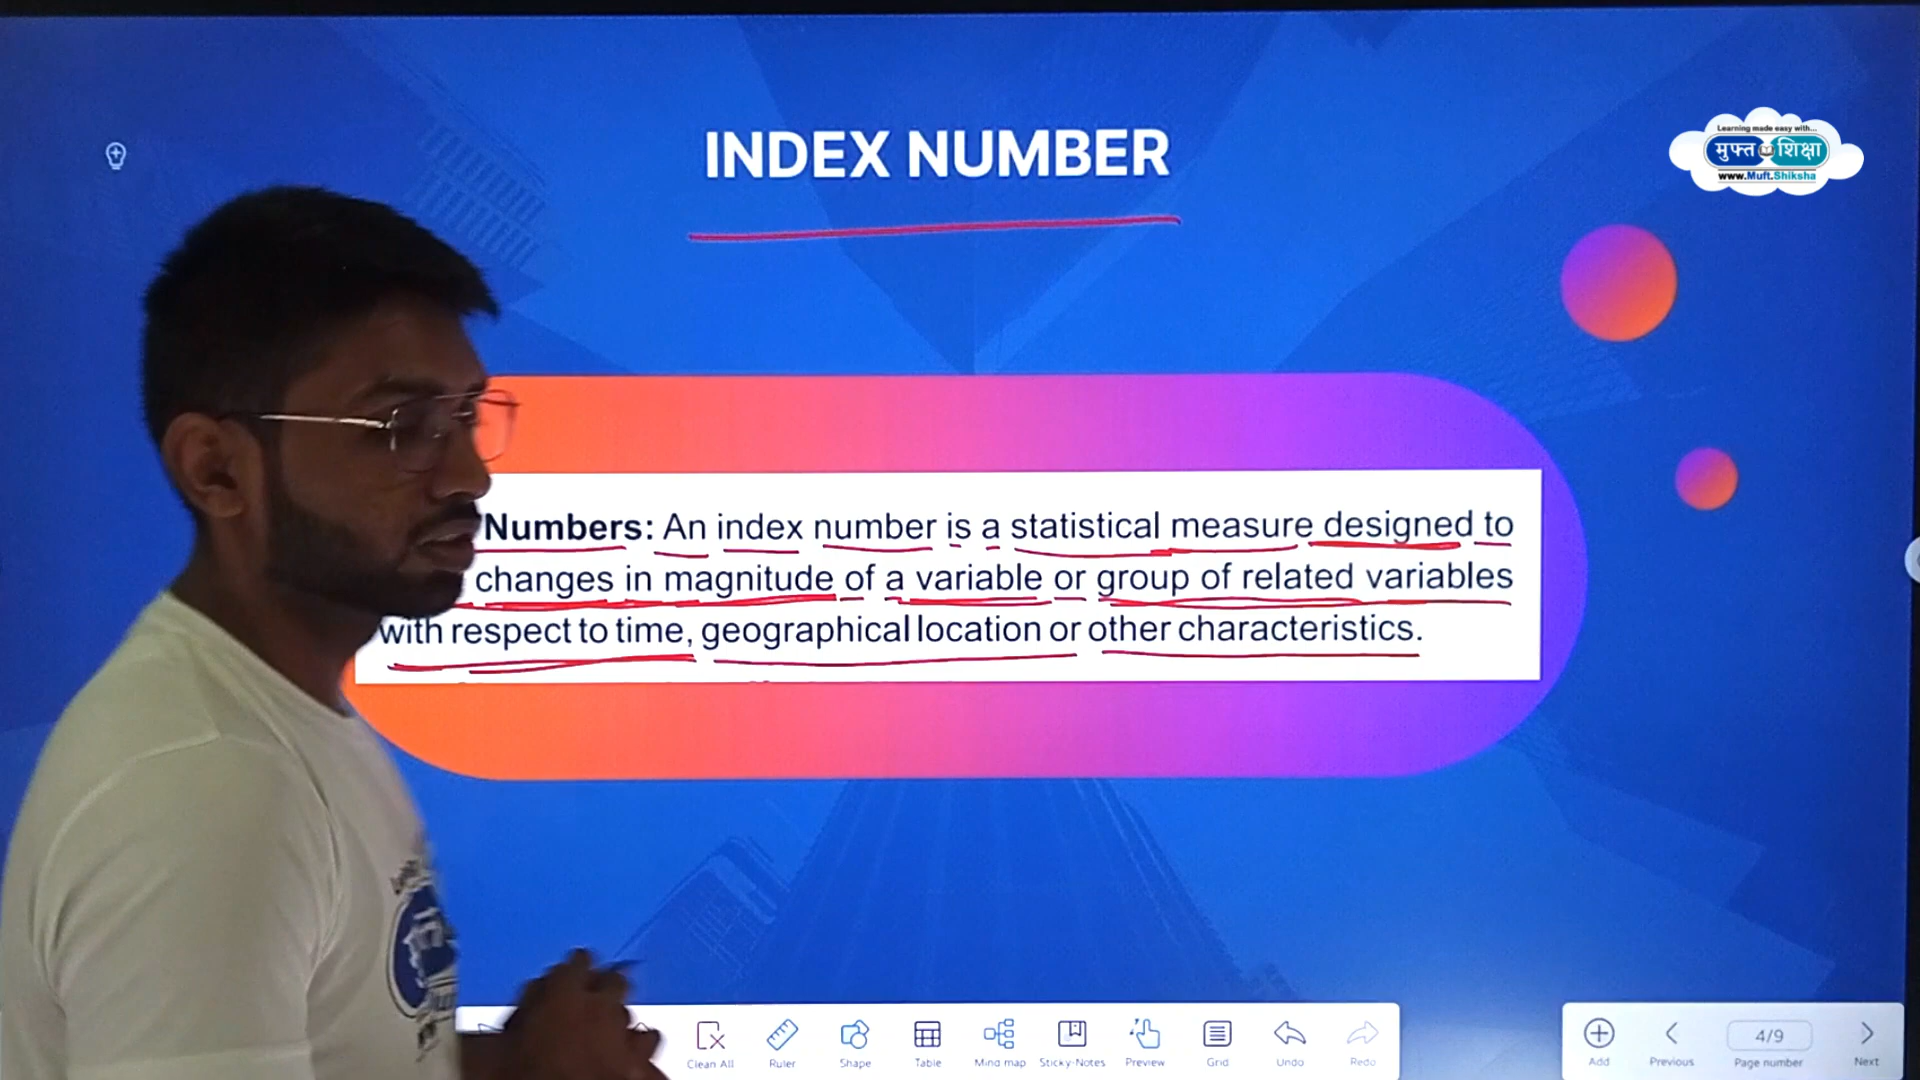 INDEX NUMBER
Learning made easy with...
मुफ्त शिक्षा
www.Muft.Shiksha
Numbers: An index number is a statistical measure designed to
changes in magnitude of a variable or group of related variables
with respect to time, geographical location or other characteristics.
Clean All Ruler Shape Table Mind map Sticky-Notes Preview Grid Undo Redo
4/9
Add Previous Page number Next